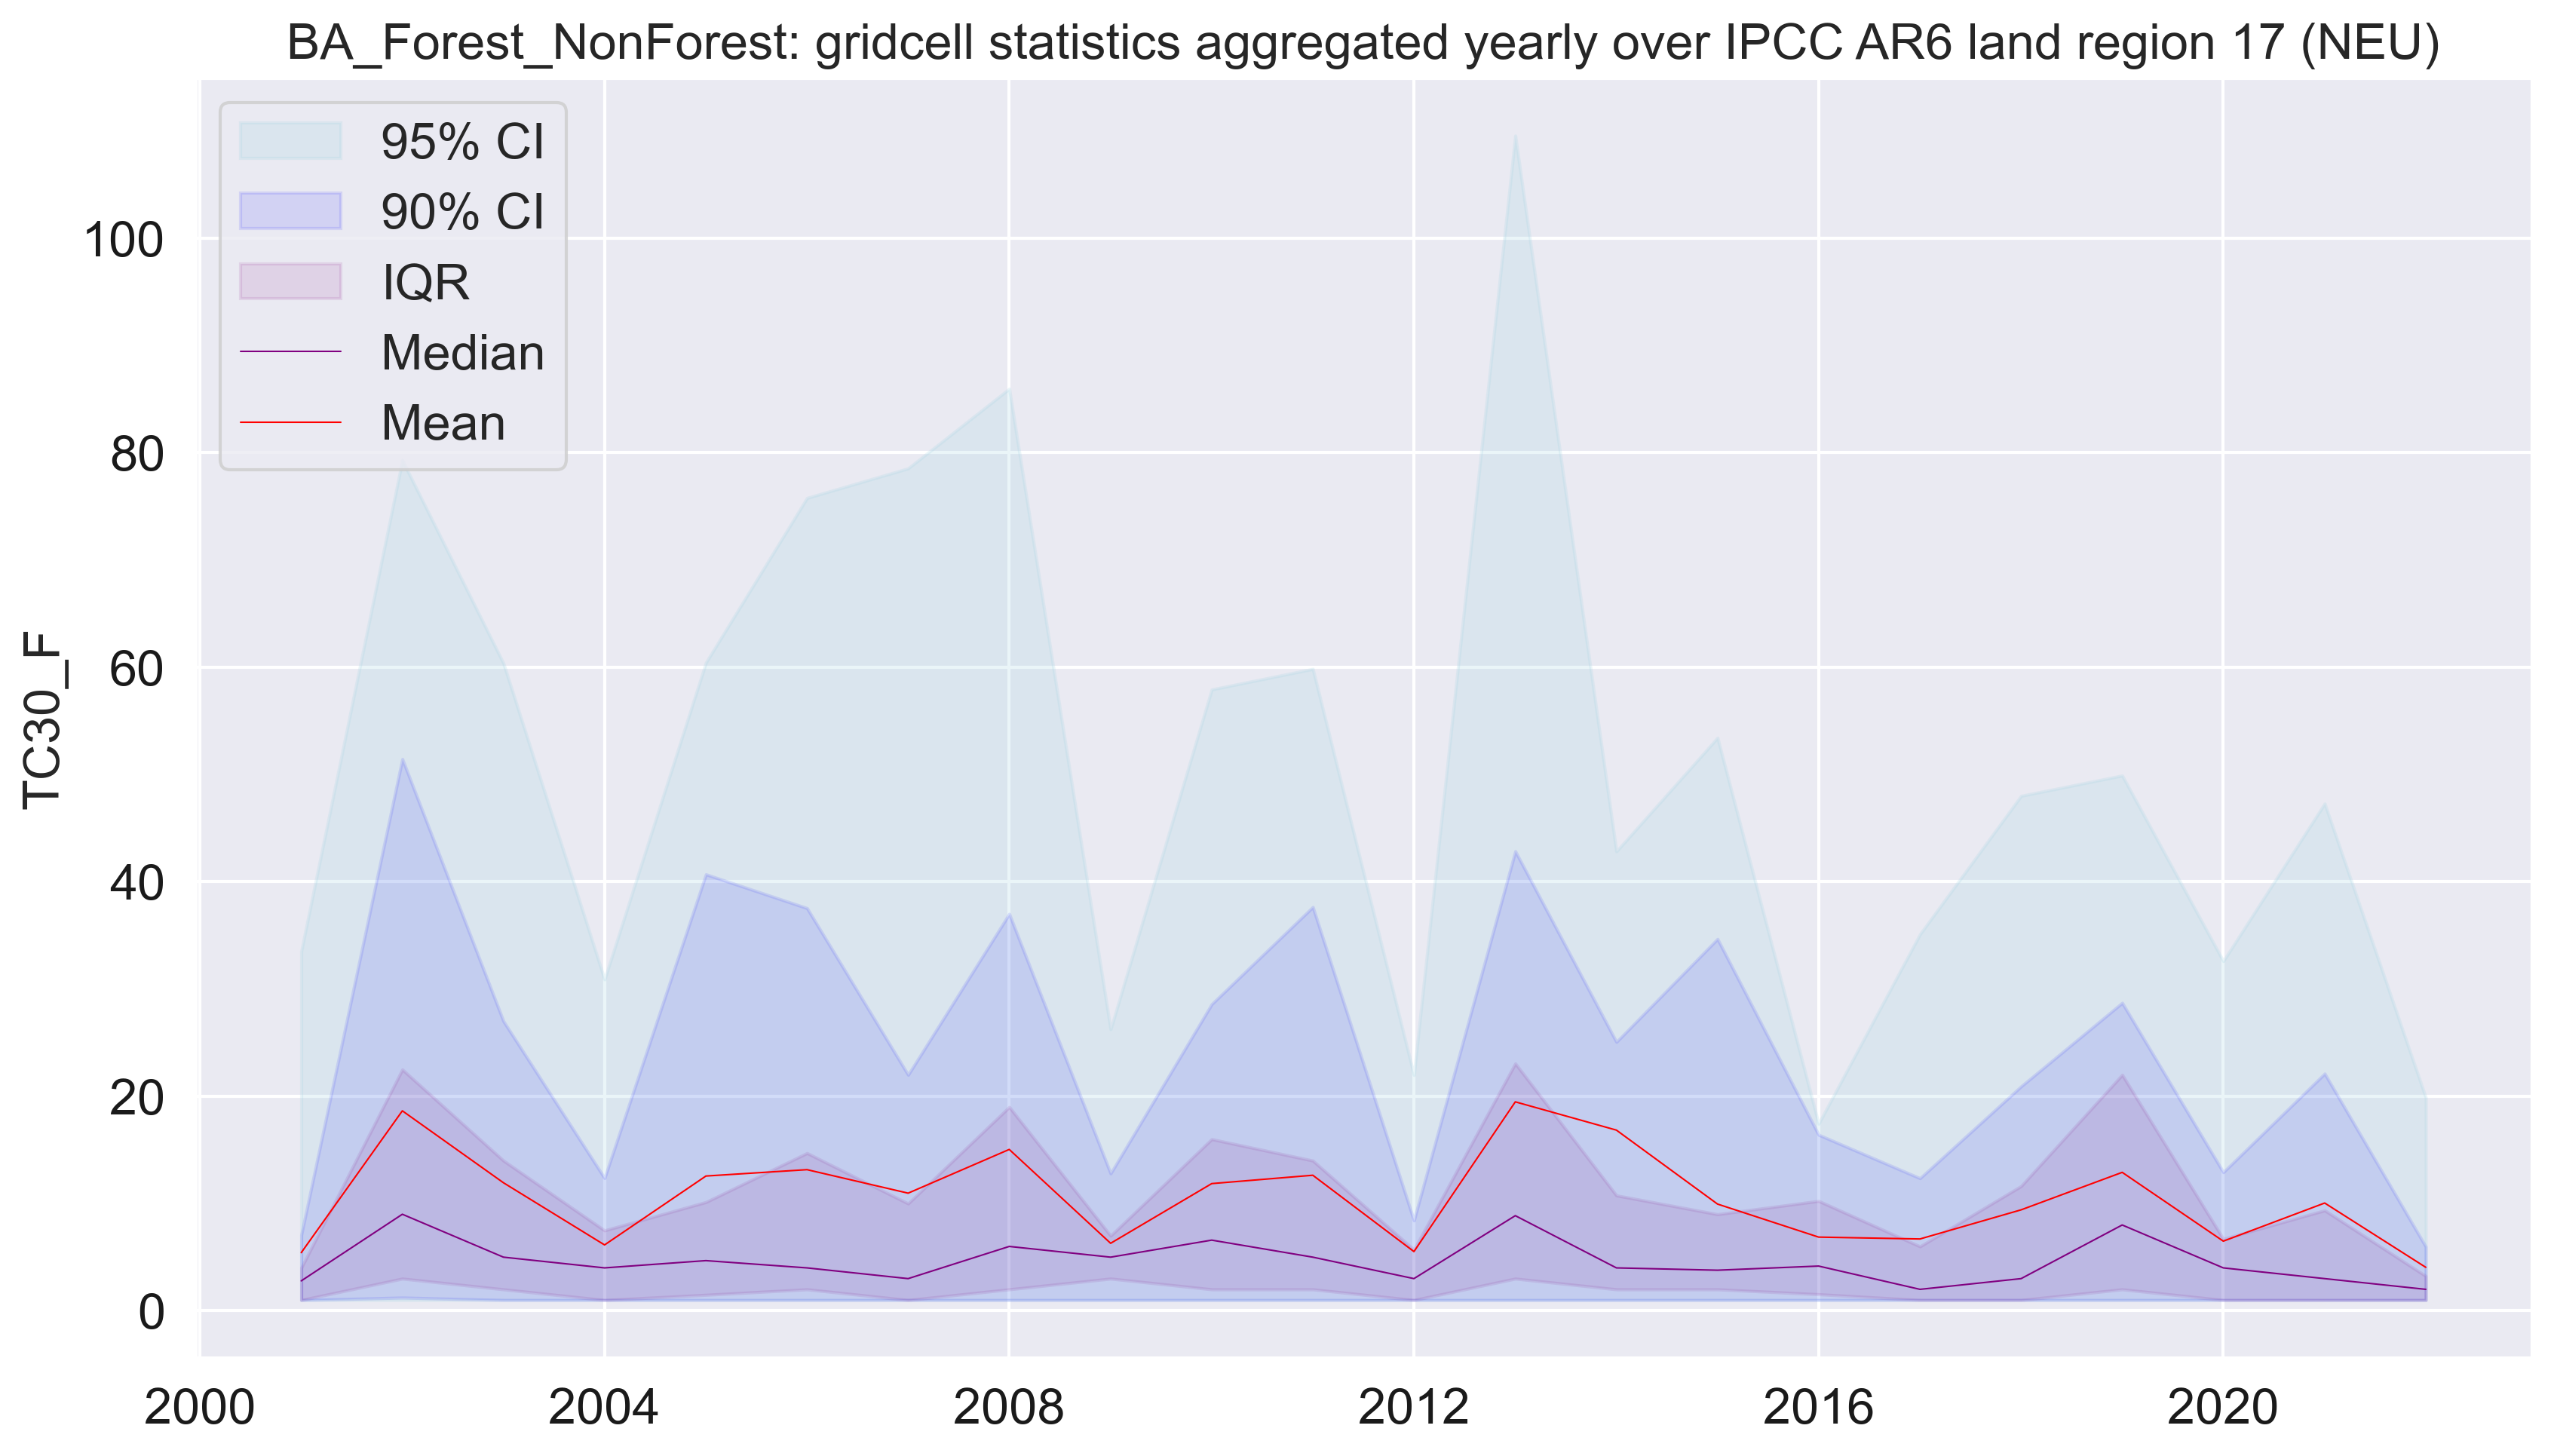 BA_Forest_NonForest: gridcell statistics aggregated yearly over IPCC AR6 land region 17 (NEU)
95% CI
90% CI
IQR
Median
Mean
TC30_F
100
80
60
40
20
0
2000 2004 2008 2012 2016 2020